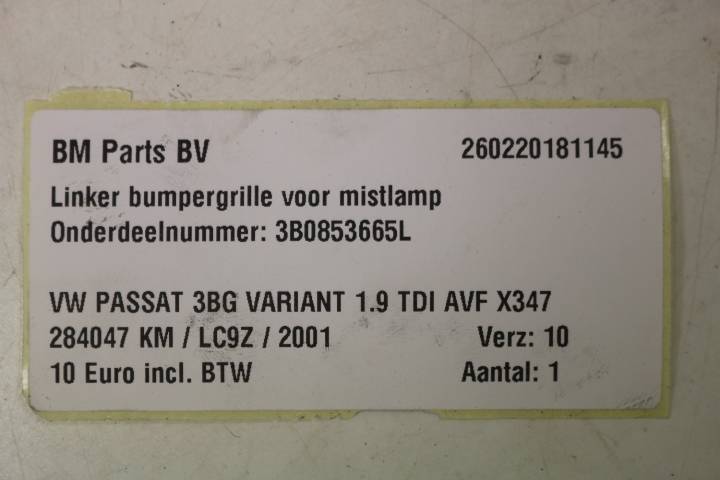 BM Parts BV 260220181145
Linker bumpergrille voor mistlamp
Onderdeelnummer: 3B0853665L
VW PASSAT 3BG VARIANT 1.9 TDI AVF X347
284047 KM / LC9Z / 2001 Verz: 10
10 Euro incl. BTW Aantal: 1